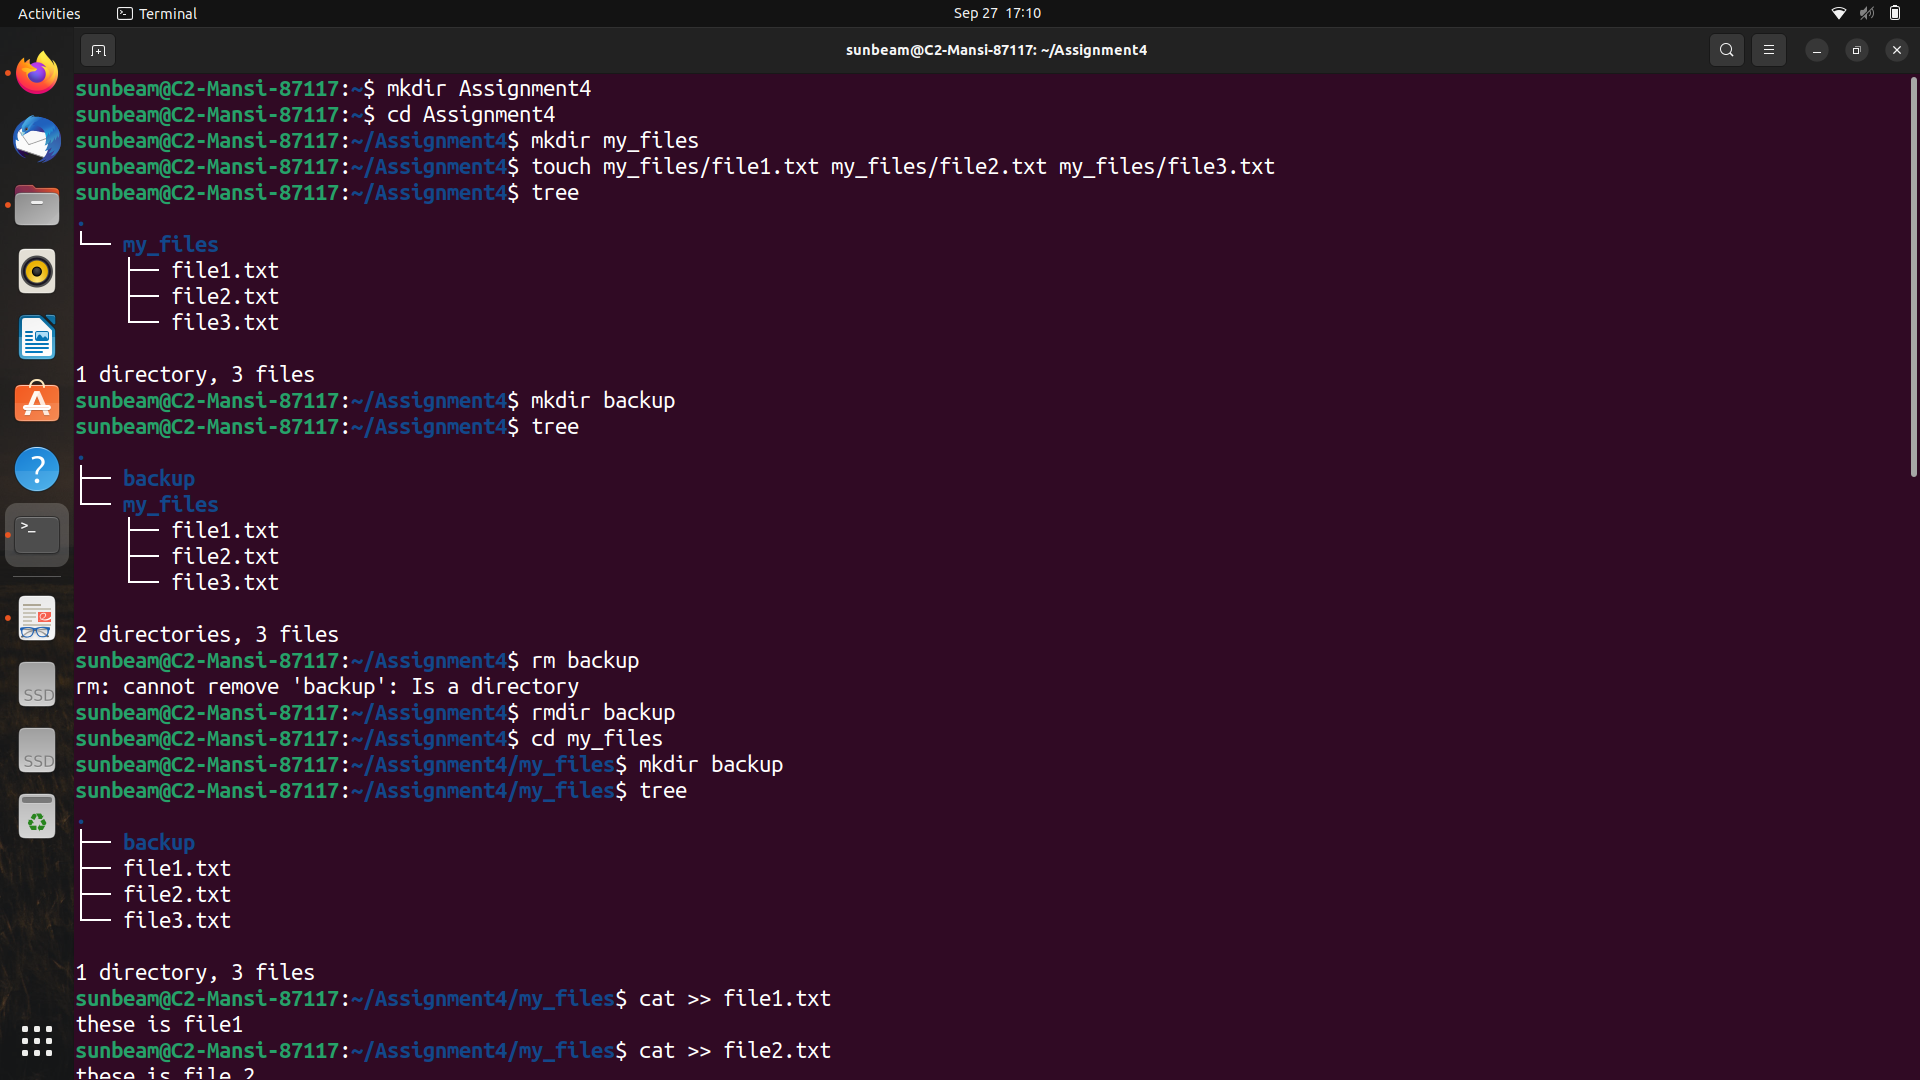 Activities Terminal Sep 27 17:10
sunbeam@C2-Mansi-87117: ~/Assignment4
sunbeam@C2-Mansi-87117:~$ mkdir Assignment4
sunbeam@C2-Mansi-87117:~$ cd Assignment4
sunbeam@C2-Mansi-87117:~/Assignment4$ mkdir my_files
sunbeam@C2-Mansi-87117:~/Assignment4$ touch my_files/file1.txt my_files/file2.txt my_files/file3.txt
sunbeam@C2-Mansi-87117:~/Assignment4$ tree
.
└── my_files
    ├── file1.txt
    ├── file2.txt
    └── file3.txt
1 directory, 3 files
sunbeam@C2-Mansi-87117:~/Assignment4$ mkdir backup
sunbeam@C2-Mansi-87117:~/Assignment4$ tree
.
├── backup
└── my_files
    ├── file1.txt
    ├── file2.txt
    └── file3.txt
2 directories, 3 files
sunbeam@C2-Mansi-87117:~/Assignment4$ rm backup
rm: cannot remove 'backup': Is a directory
sunbeam@C2-Mansi-87117:~/Assignment4$ rmdir backup
sunbeam@C2-Mansi-87117:~/Assignment4$ cd my_files
sunbeam@C2-Mansi-87117:~/Assignment4/my_files$ mkdir backup
sunbeam@C2-Mansi-87117:~/Assignment4/my_files$ tree
.
├── backup
├── file1.txt
├── file2.txt
└── file3.txt
1 directory, 3 files
sunbeam@C2-Mansi-87117:~/Assignment4/my_files$ cat >> file1.txt
these is file1
sunbeam@C2-Mansi-87117:~/Assignment4/my_files$ cat >> file2.txt
these is file 2
SSD
SSD